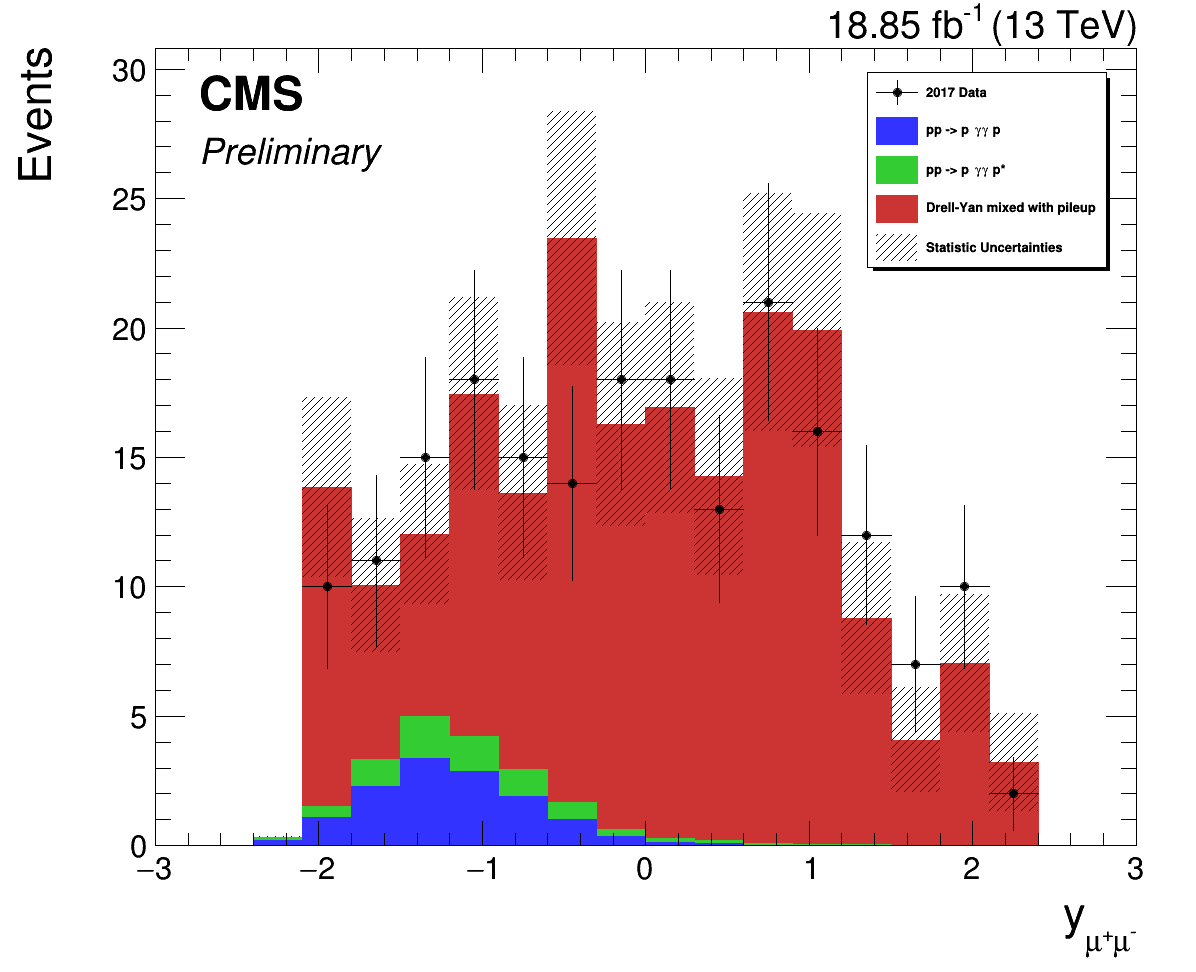 18.85 fb⁻¹ (13 TeV)
Events
CMS
Preliminary
2017 Data
pp -> p γγ p
pp -> p γγ p*
Drell-Yan mixed with pileup
Statistic Uncertainties
30
25
20
15
10
5
0
−3 −2 −1 0 1 2 3
y μ⁺μ⁻